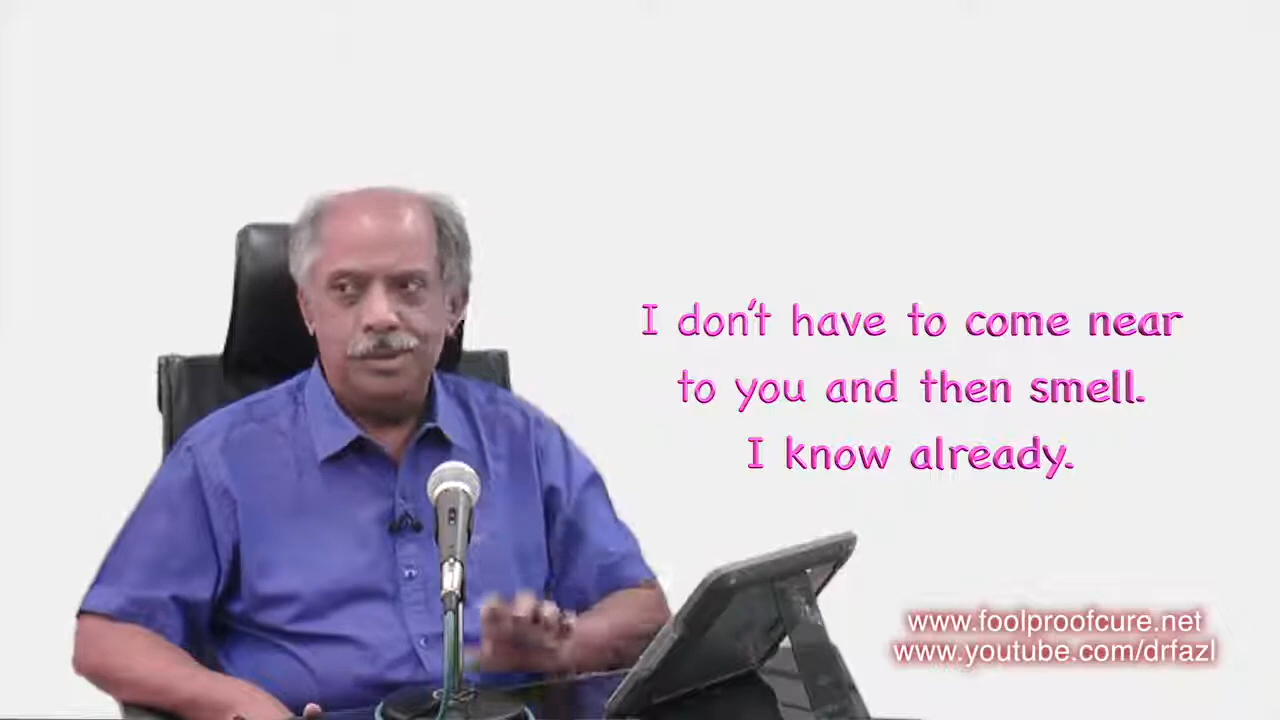 I don't have to come near
to you and then smell.
I know already.
www.foolproofcure.net
www.youtube.com/drfazl